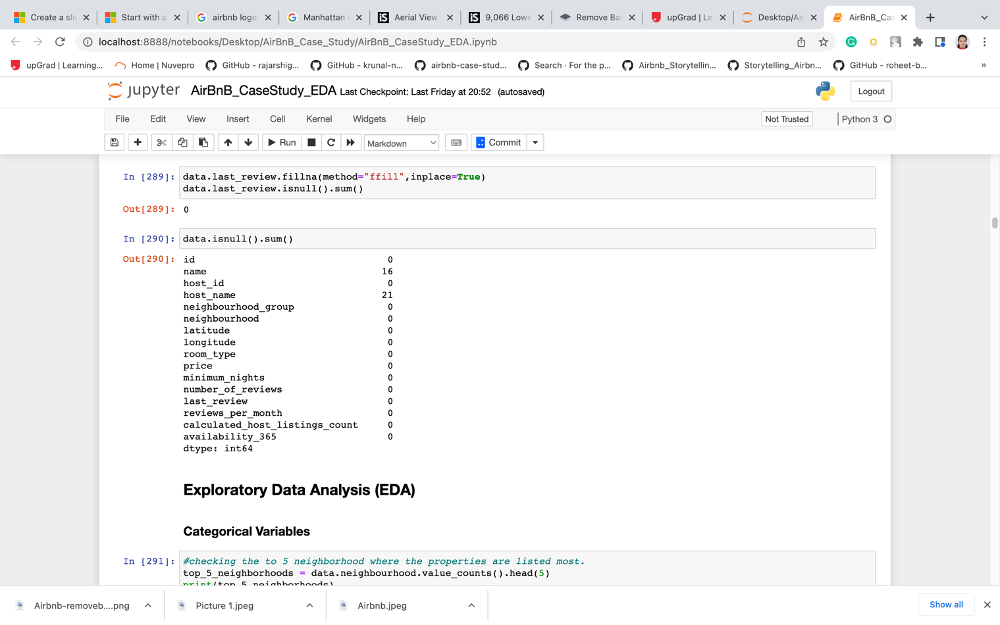 Create a slic
Start with a
airbnb logo
Manhattan a
Aerial View
9,066 Lowe
Remove Bac
upGrad | Le
Desktop/Air
AirBnB_Cas
localhost:8888/notebooks/Desktop/AirBnB_Case_Study/AirBnB_CaseStudy_EDA.ipynb
upGrad | Learning...
Home | Nuvepro
GitHub - rajarshig...
GitHub - krunal-n...
airbnb-case-stud...
Search · For the p...
Airbnb_Storytellin...
Storytelling_Airbn...
GitHub - roheet-b...
»
jupyter AirBnB_CaseStudy_EDA Last Checkpoint: Last Friday at 20:52 (autosaved)
Logout
File Edit View Insert Cell Kernel Widgets Help
Not Trusted
Python 3
Run
Markdown
Commit
In [289]: data.last_review.fillna(method="ffill",inplace=True)
data.last_review.isnull().sum()
Out[289]: 0
In [290]: data.isnull().sum()
Out[290]: id 0
name 16
host_id 0
host_name 21
neighbourhood_group 0
neighbourhood 0
latitude 0
longitude 0
room_type 0
price 0
minimum_nights 0
number_of_reviews 0
last_review 0
reviews_per_month 0
calculated_host_listings_count 0
availability_365 0
dtype: int64
Exploratory Data Analysis (EDA)
Categorical Variables
In [291]: #checking the to 5 neighborhood where the properties are listed most.
top_5_neighborhoods = data.neighbourhood.value_counts().head(5)
print(top_5_neighborhoods)
Airbnb-removeb....png
Picture 1.jpeg
Airbnb.jpeg
Show all